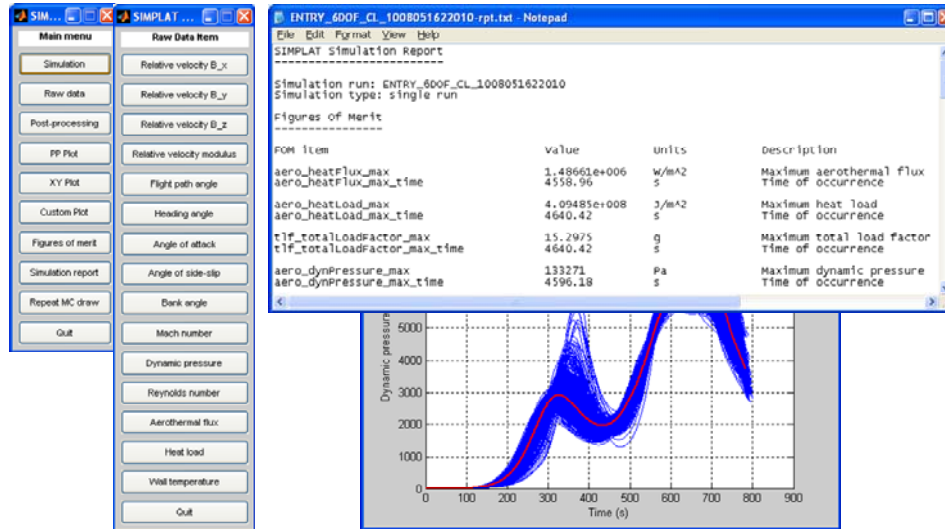 SIM...
Main menu
Simulation
Raw data
Post-processing
PP Plot
XY Plot
Custom Plot
Figures of merit
Simulation report
Repeat MC draw
Quit
SIMPLAT ...
Raw Data Item
Relative velocity B_x
Relative velocity B_y
Relative velocity B_z
Relative velocity modulus
Flight path angle
Heading angle
Angle of attack
Angle of side-slip
Bank angle
Mach number
Dynamic pressure
Reynolds number
Aerothermal flux
Heat load
Wall temperature
Quit
ENTRY_6DOF_CL_1008051622010-rpt.txt - Notepad
File Edit Format View Help
SIMPLAT Simulation Report
-------------------------
Simulation run: ENTRY_6DOF_CL_1008051622010
Simulation type: single run
Figures Of Merit
----------------
FOM item Value Units Description
aero_heatFlux_max 1.48661e+006 W/m^2 Maximum aerothermal flux
aero_heatFlux_max_time 4558.96 s Time of occurrence
aero_heatLoad_max 4.09485e+008 J/m^2 Maximum heat load
aero_heatLoad_max_time 4640.42 s Time of occurrence
tlf_totalLoadFactor_max 15.2975 g Maximum total load factor
tlf_totalLoadFactor_max_time 4640.42 s Time of occurrence
aero_dynPressure_max 133271 Pa Maximum dynamic pressure
aero_dynPressure_max_time 4596.18 s Time of occurrence
Dynamic pressure
5000
4000
3000
2000
1000
0
0 100 200 300 400 500 600 700 800 900
Time (s)